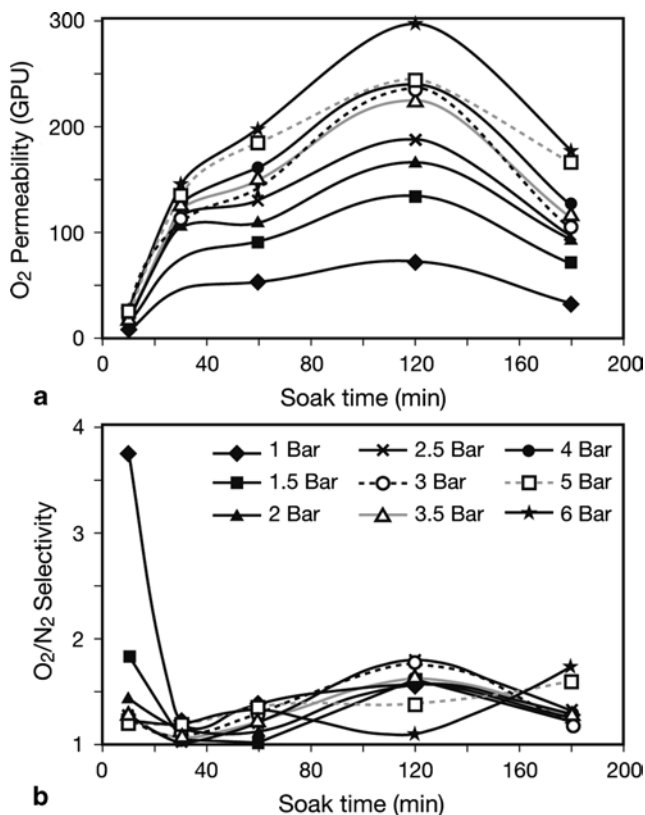 300
200
100
0
O₂ Permeability (GPU)
0 40 80 120 160 200
Soak time (min)
a
4
3
2
1
O₂/N₂ Selectivity
1 Bar 2.5 Bar 4 Bar
1.5 Bar 3 Bar 5 Bar
2 Bar 3.5 Bar 6 Bar
0 40 80 120 160 200
Soak time (min)
b